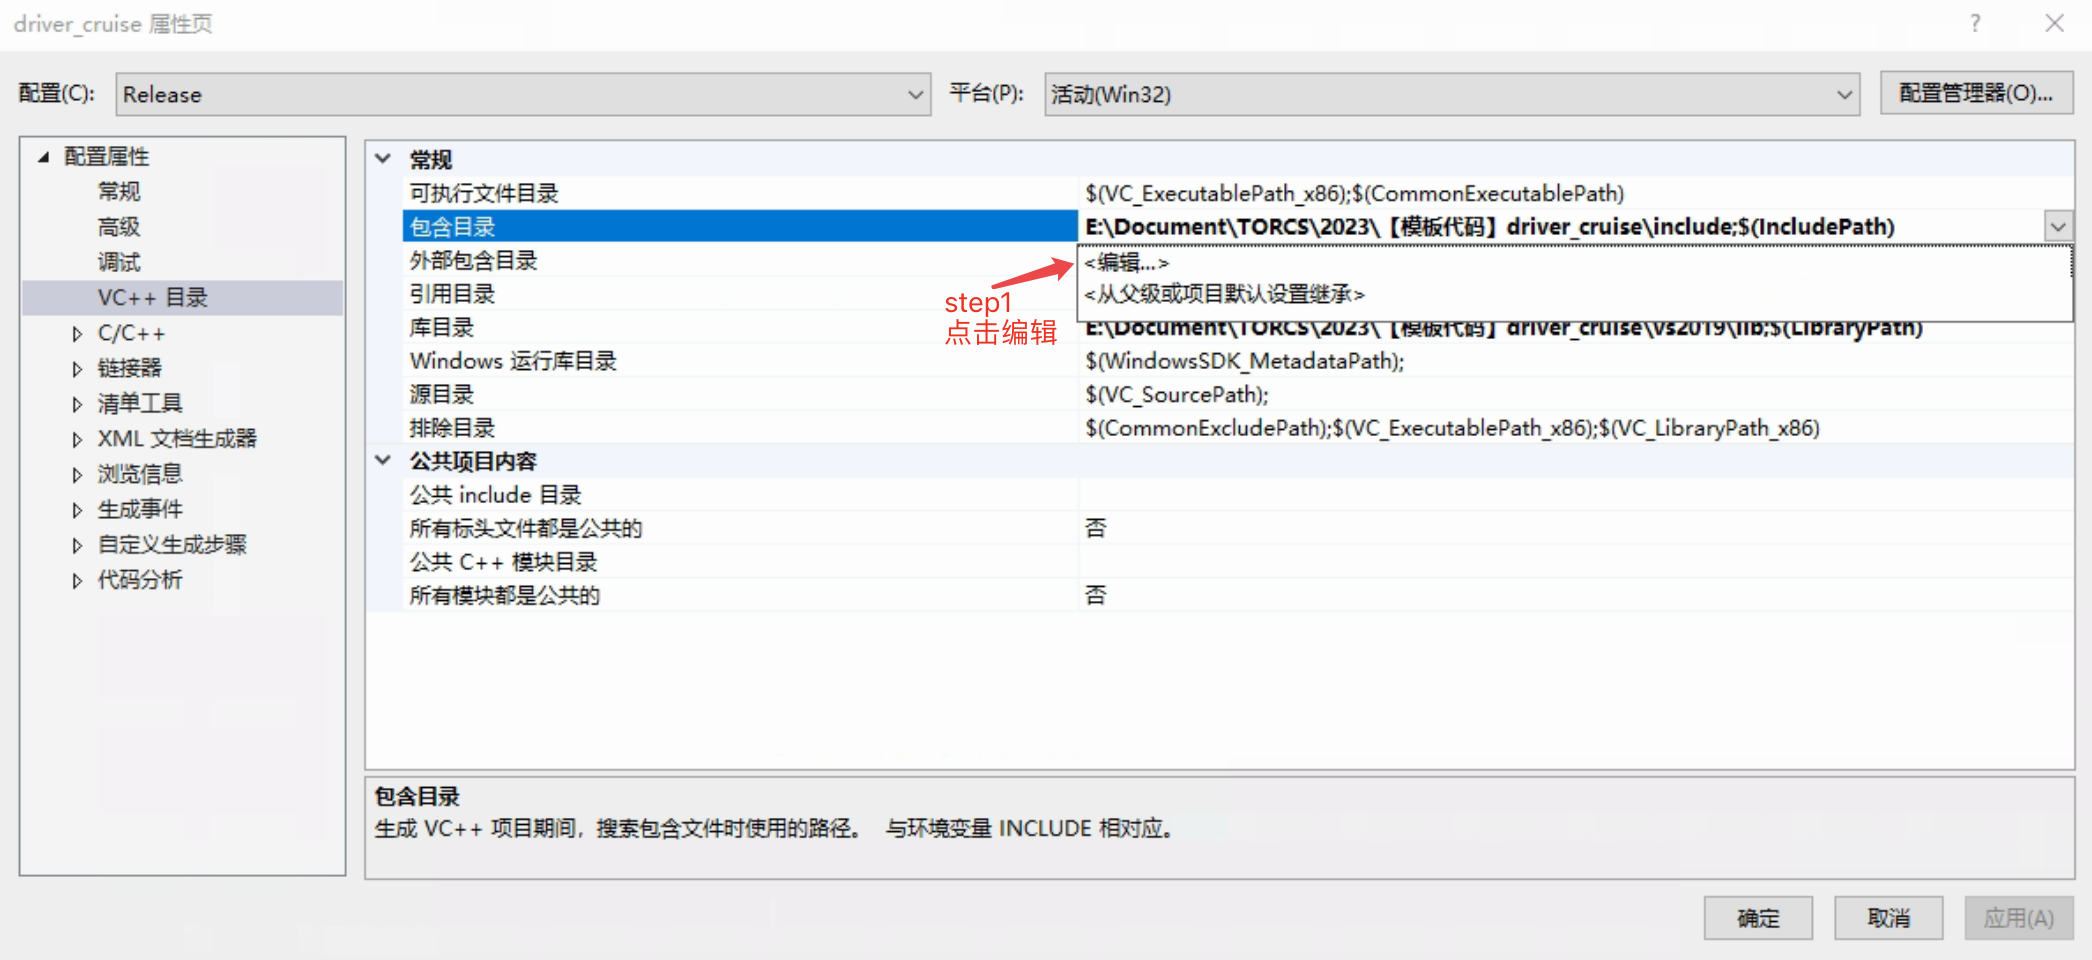 driver_cruise 属性页
配置(C):
Release
平台(P):
活动(Win32)
配置管理器(O)...
配置属性
常规
高级
调试
VC++ 目录
C/C++
链接器
清单工具
XML 文档生成器
浏览信息
生成事件
自定义生成步骤
代码分析
常规
可执行文件目录 $(VC_ExecutablePath_x86);$(CommonExecutablePath)
包含目录 E:\Document\TORCS\2023\【模板代码】driver_cruise\include;$(IncludePath)
外部包含目录 <编辑...>
引用目录 <从父级或项目默认设置继承>
step1
点击编辑
库目录 E:\Document\TORCS\2023\【模板代码】driver_cruise\vs2019\lib;$(LibraryPath)
Windows 运行库目录 $(WindowsSDK_MetadataPath);
源目录 $(VC_SourcePath);
排除目录 $(CommonExcludePath);$(VC_ExecutablePath_x86);$(VC_LibraryPath_x86)
公共项目内容
公共 include 目录
所有标头文件都是公共的 否
公共 C++ 模块目录
所有模块都是公共的 否
包含目录
生成 VC++ 项目期间，搜索包含文件时使用的路径。 与环境变量 INCLUDE 相对应。
确定
取消
应用(A)